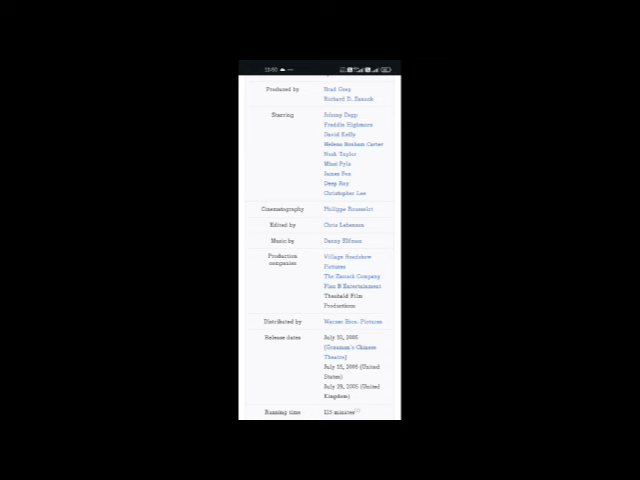 Produced by
Brad Grey
Richard D. Zanuck
Starring
Johnny Depp
Freddie Highmore
David Kelly
Helena Bonham Carter
Noah Taylor
Missi Pyle
James Fox
Deep Roy
Christopher Lee
Cinematography
Philippe Rousselot
Edited by
Chris Lebenzon
Music by
Danny Elfman
Production
companies
Village Roadshow
Pictures
The Zanuck Company
Plan B Entertainment
Theobald Film
Productions
Distributed by
Warner Bros. Pictures
Release dates
July 10, 2005
(Grauman's Chinese
Theatre)
July 15, 2005 (United
States)
July 29, 2005 (United
Kingdom)
Running time
minutes